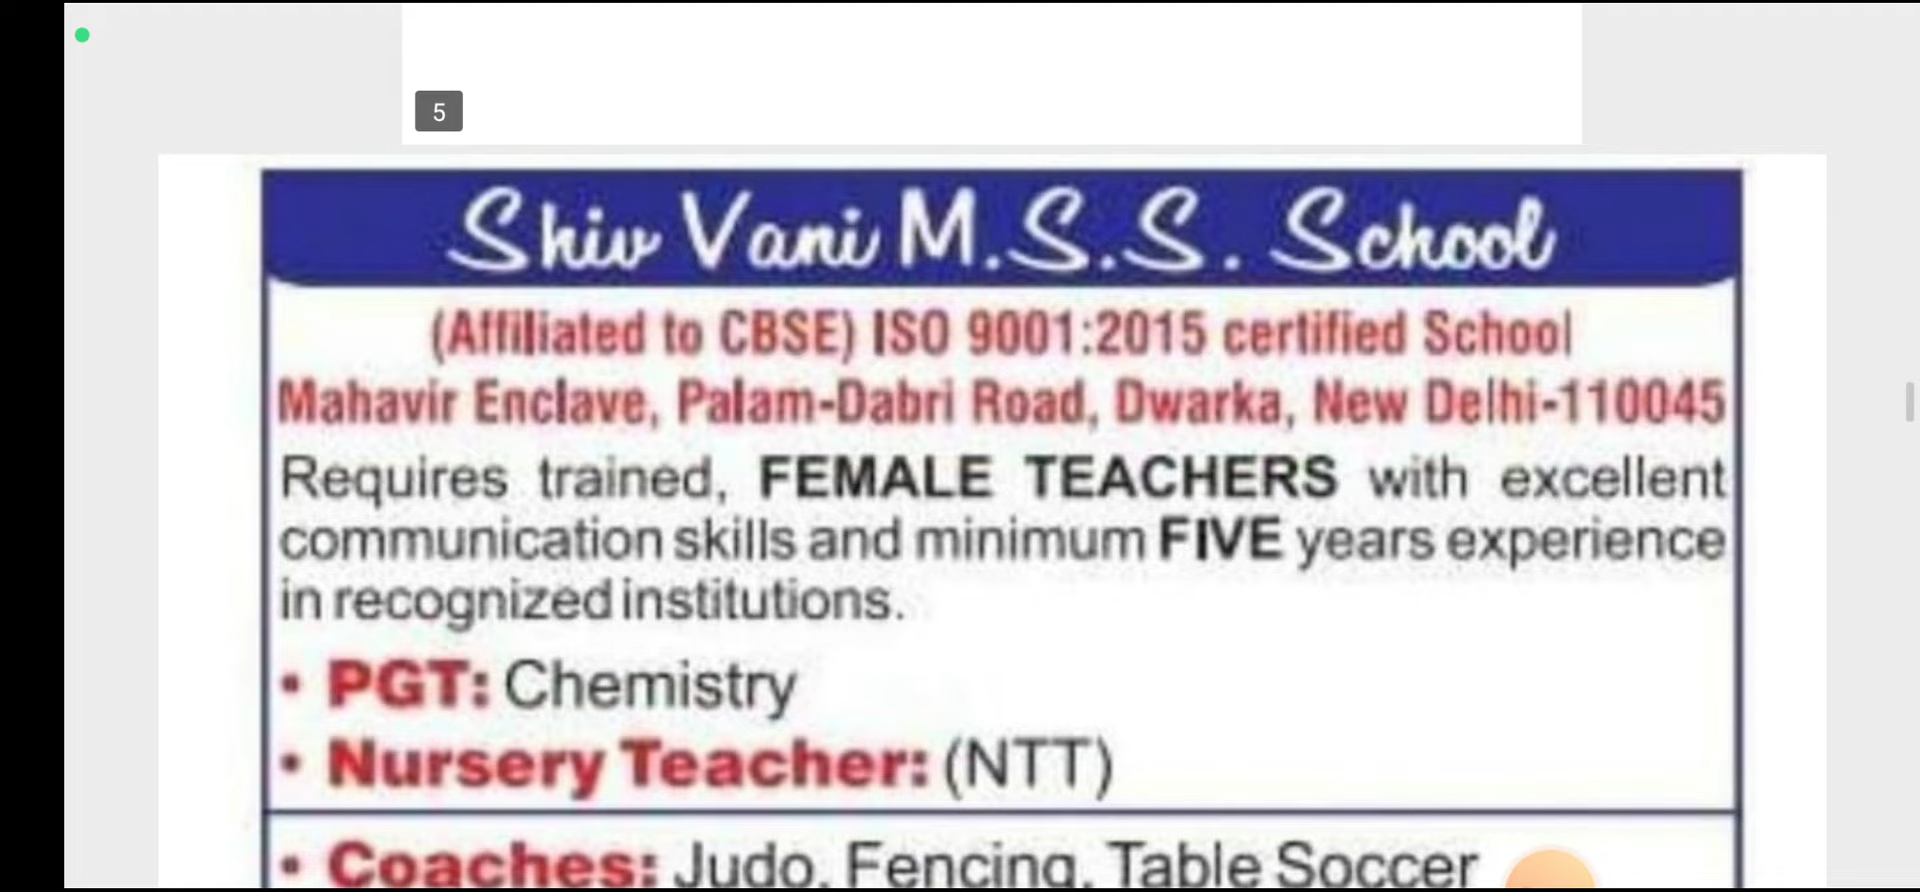 5
Shiv Vani M.S.S. School
(Affiliated to CBSE) ISO 9001:2015 certified School
Mahavir Enclave, Palam-Dabri Road, Dwarka, New Delhi-110045
Requires trained, FEMALE TEACHERS with excellent
communication skills and minimum FIVE years experience
in recognized institutions.
• PGT: Chemistry
• Nursery Teacher: (NTT)
• Coaches: Judo, Fencing, Table Soccer